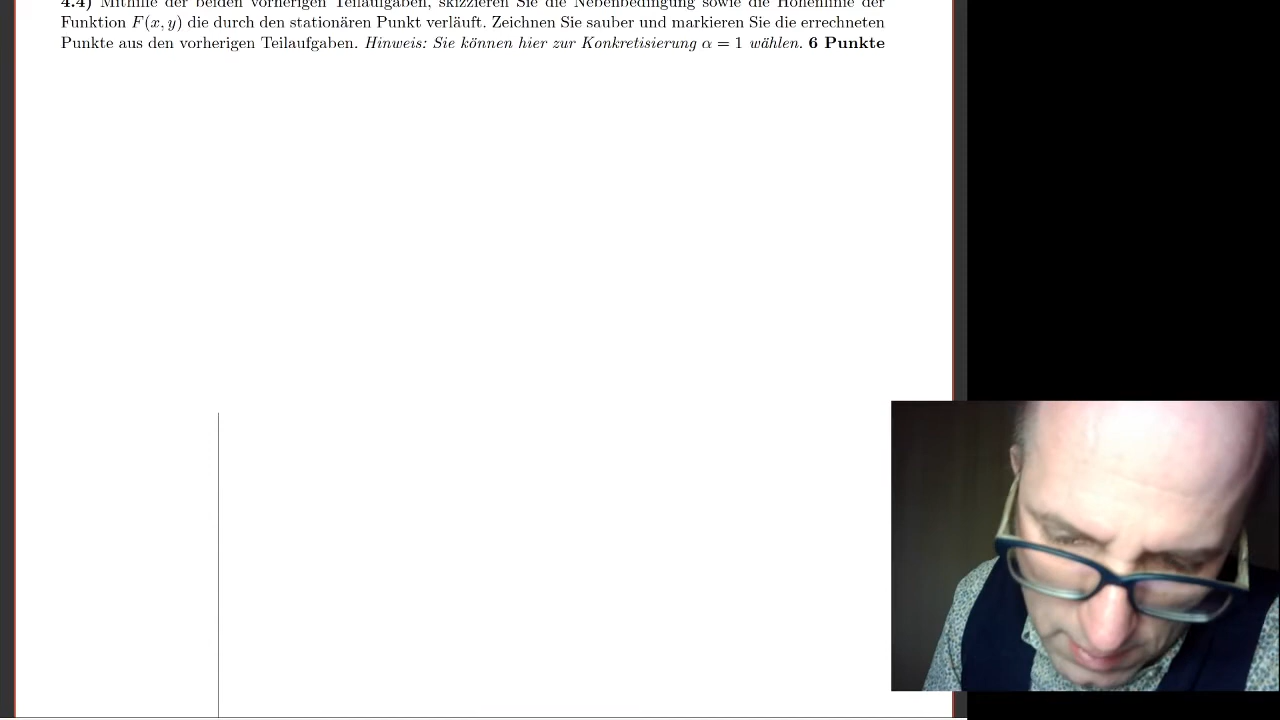 4.4) Mithilfe der beiden vorherigen Teilaufgaben, skizzieren Sie die Nebenbedingung sowie die Höhenlinie der
Funktion F(x, y) die durch den stationären Punkt verläuft. Zeichnen Sie sauber und markieren Sie die errechneten
Punkte aus den vorherigen Teilaufgaben. Hinweis: Sie können hier zur Konkretisierung α = 1 wählen. 6 Punkte